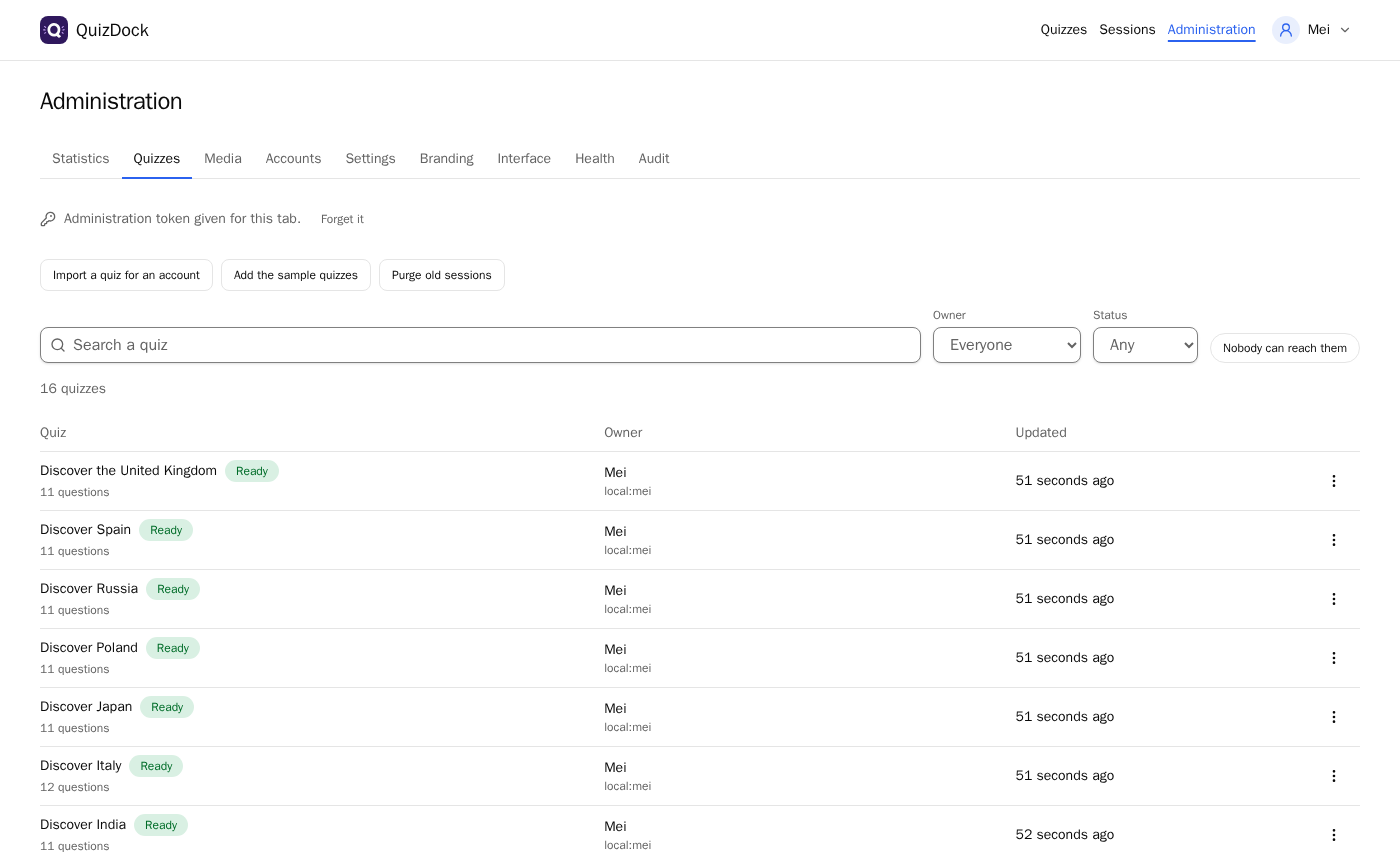 QuizDock
Quizzes Sessions Administration Mei
Administration
Statistics Quizzes Media Accounts Settings Branding Interface Health Audit
Administration token given for this tab. Forget it
Import a quiz for an account Add the sample quizzes Purge old sessions
Owner Status
Search a quiz Everyone Any Nobody can reach them
16 quizzes
Quiz Owner Updated
Discover the United Kingdom Ready Mei 51 seconds ago
11 questions local:mei
Discover Spain Ready Mei 51 seconds ago
11 questions local:mei
Discover Russia Ready Mei 51 seconds ago
11 questions local:mei
Discover Poland Ready Mei 51 seconds ago
11 questions local:mei
Discover Japan Ready Mei 51 seconds ago
11 questions local:mei
Discover Italy Ready Mei 51 seconds ago
12 questions local:mei
Discover India Ready Mei 52 seconds ago
11 questions local:mei